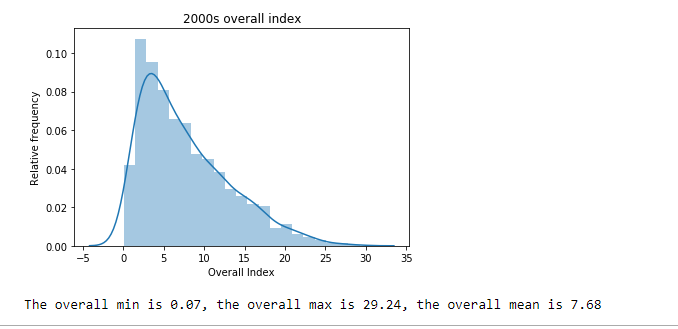 2000s overall index
0.10
0.08
0.06
0.04
0.02
0.00
Relative frequency
−5 0 5 10 15 20 25 30 35
Overall Index
The overall min is 0.07, the overall max is 29.24, the overall mean is 7.68